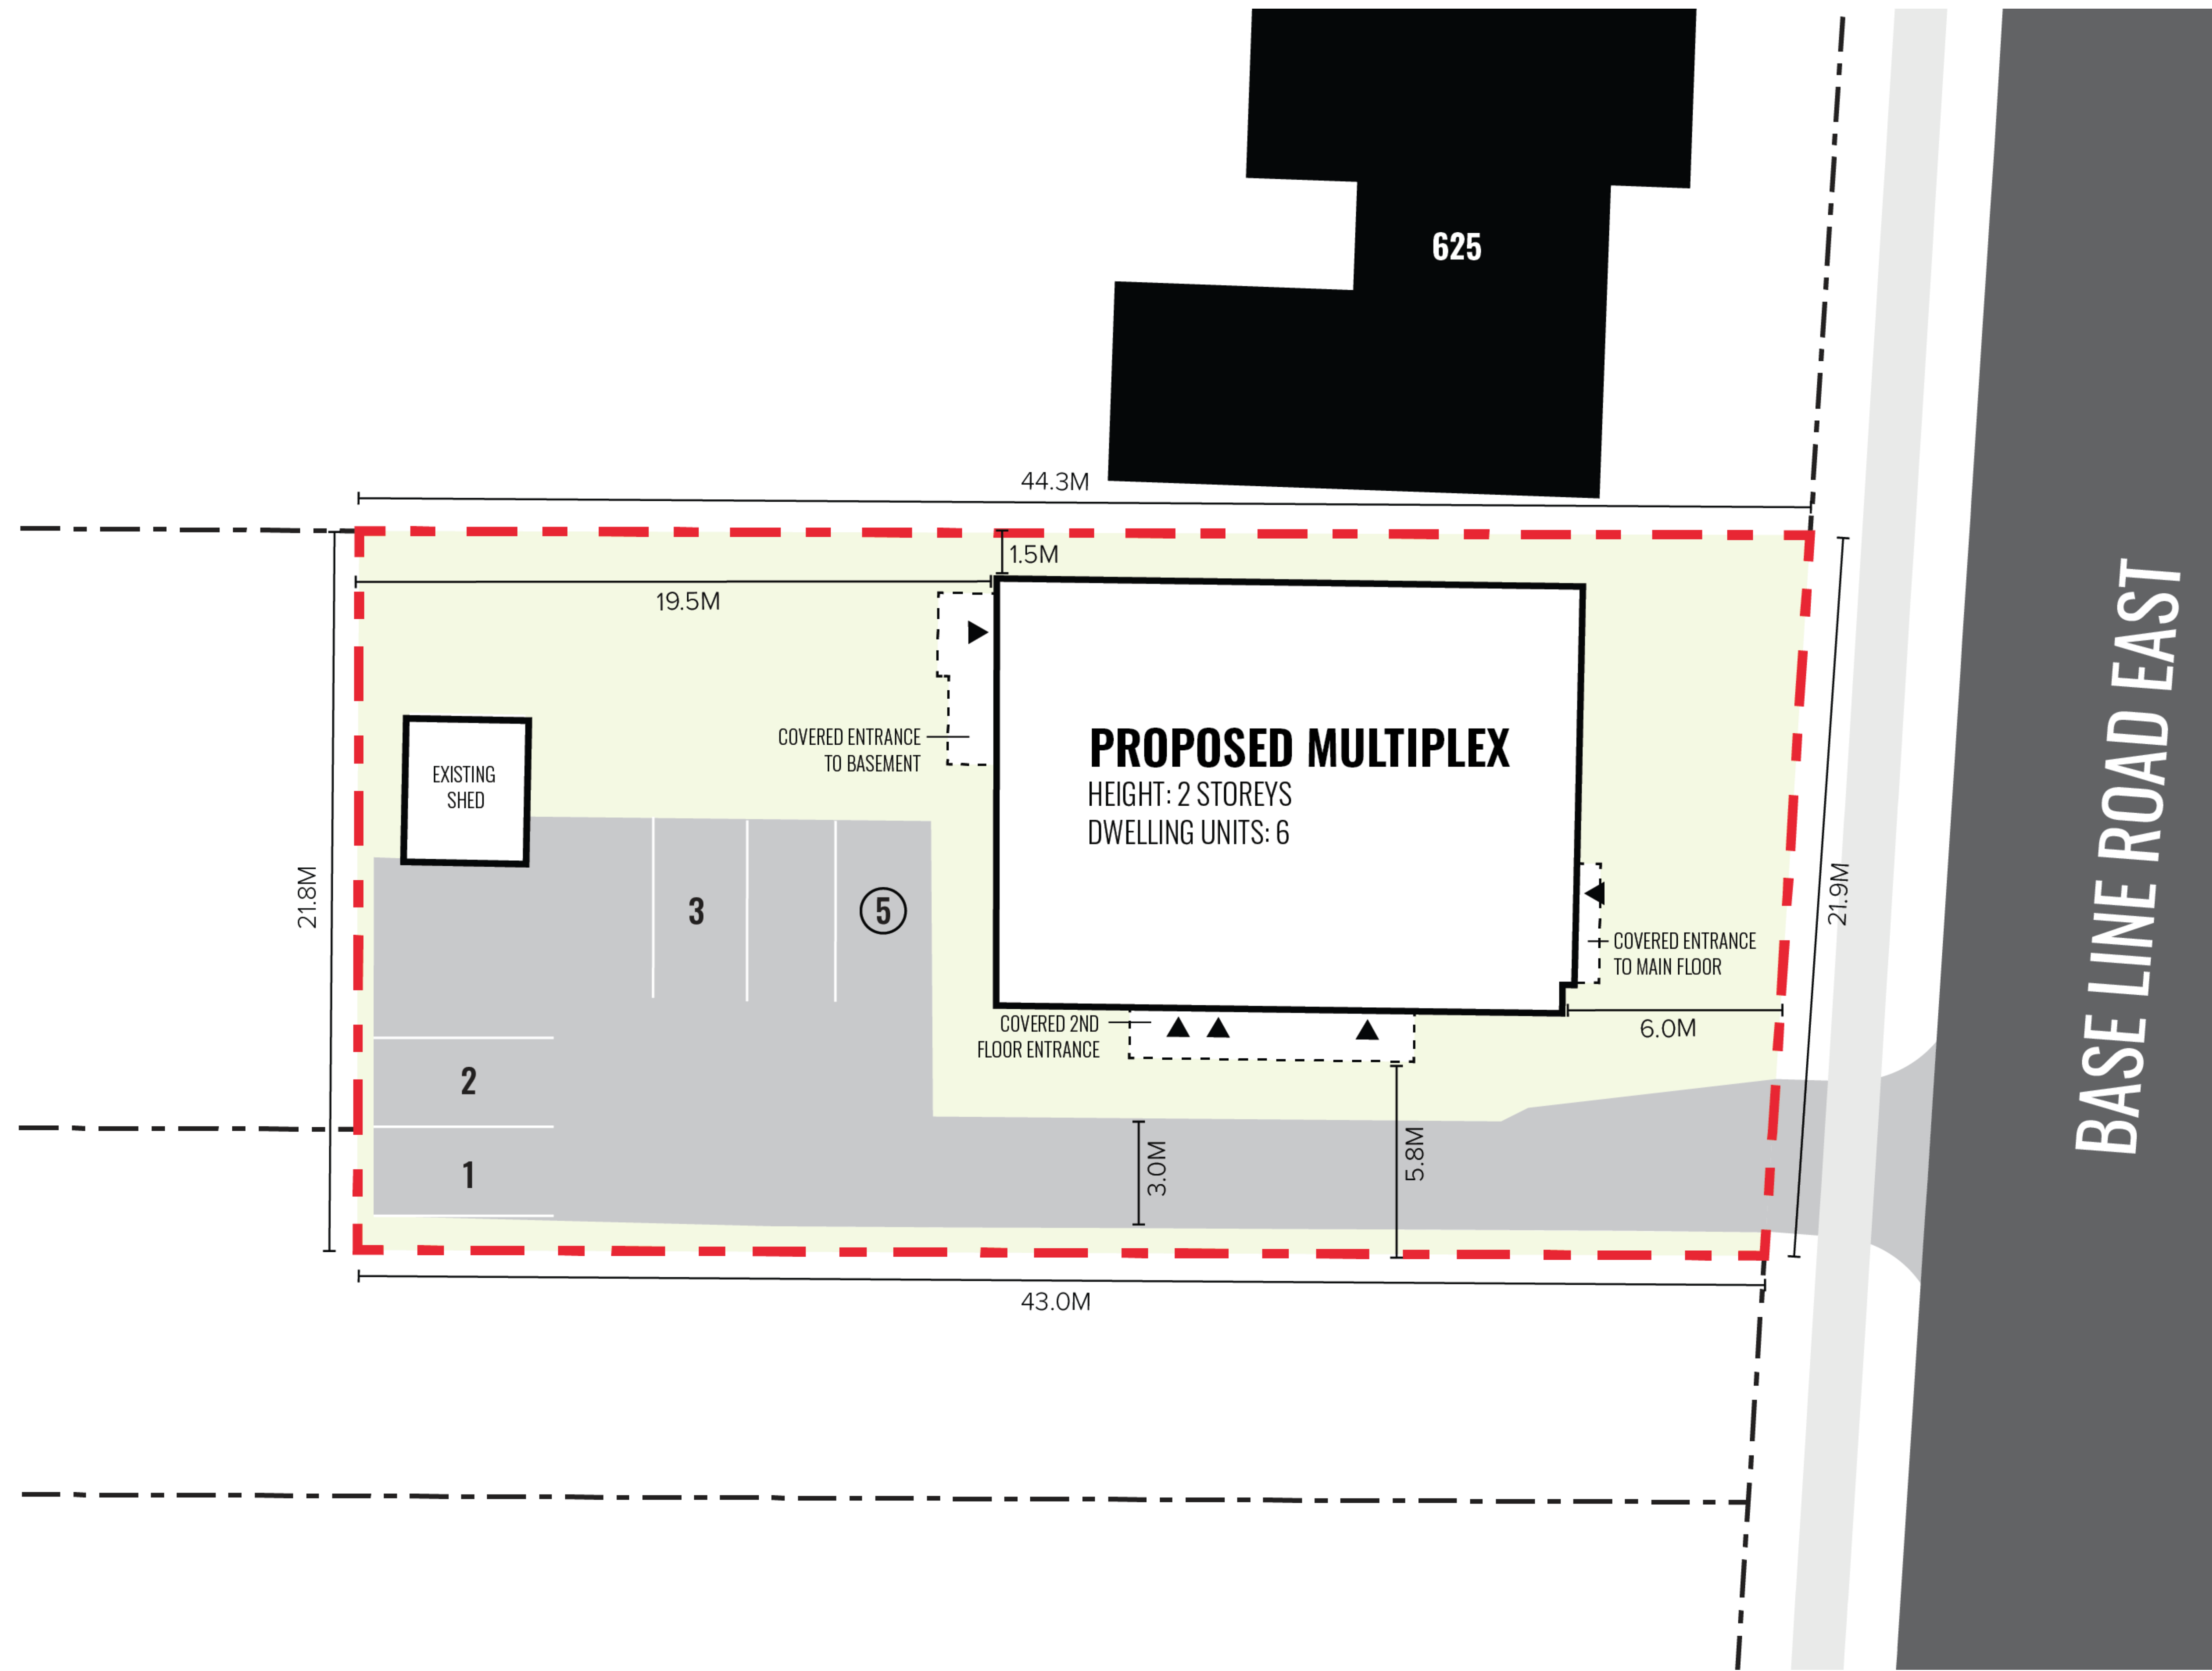 625
44.3M
1.5M
19.5M
COVERED ENTRANCE
TO BASEMENT
PROPOSED MULTIPLEX
HEIGHT: 2 STOREYS
DWELLING UNITS: 6
EXISTING
SHED
21.8M
3
5
21.9M
COVERED ENTRANCE
TO MAIN FLOOR
BASE LINE ROAD EAST
COVERED 2ND
FLOOR ENTRANCE
6.0M
2
1
3.0M
5.8M
43.0M